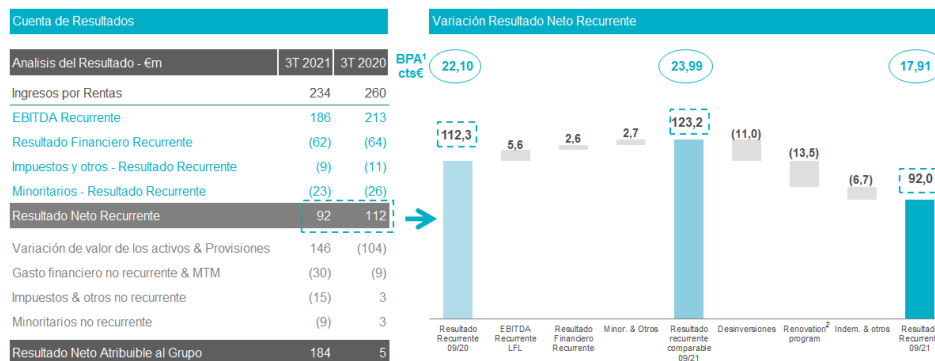 Cuenta de Resultados
Variación Resultado Neto Recurrente
Analisis del Resultado - €m 3T 2021 3T 2020
Ingresos por Rentas 234 260
EBITDA Recurrente 186 213
Resultado Financiero Recurrente (62) (64)
Impuestos y otros - Resultado Recurrente (9) (11)
Minoritarios - Resultado Recurrente (23) (26)
Resultado Neto Recurrente 92 112
Variación de valor de los activos & Provisiones 146 (104)
Gasto financiero no recurrente & MTM (30) (9)
Impuestos & otros no recurrente (15) 3
Minoritarios no recurrente (9) 3
Resultado Neto Atribuible al Grupo 184 5
BPA¹
cts€
22,10 23,99 17,91
112,3 5,6 2,6 2,7 123,2 (11,0) (13,5) (6,7) 92,0
Resultado
Recurrente
09/20
EBITDA
Recurrente
LFL
Resultado
Financiero
Recurrente
Minor. & Otros
Resultado
recurrente
comparable
09/21
Desinversiones
Renovation²
program
Indem. & otros
Resultado
Recurrente
09/21